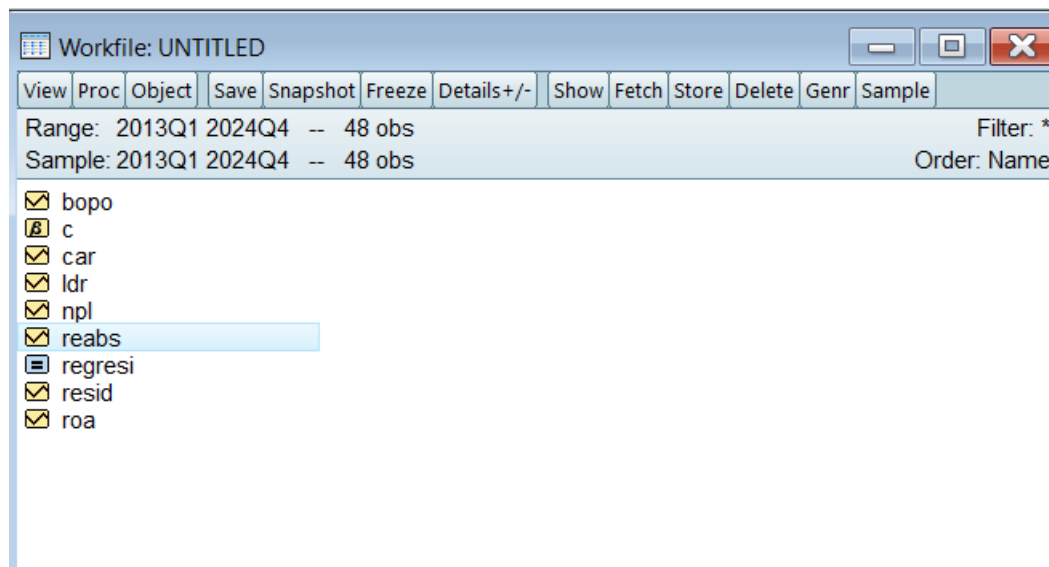 Workfile: UNTITLED
View Proc Object Save Snapshot Freeze Details+/- Show Fetch Store Delete Genr Sample
Range: 2013Q1 2024Q4 -- 48 obs Filter: *
Sample: 2013Q1 2024Q4 -- 48 obs Order: Name
bopo
β c
car
ldr
npl
reabs
regresi
resid
roa